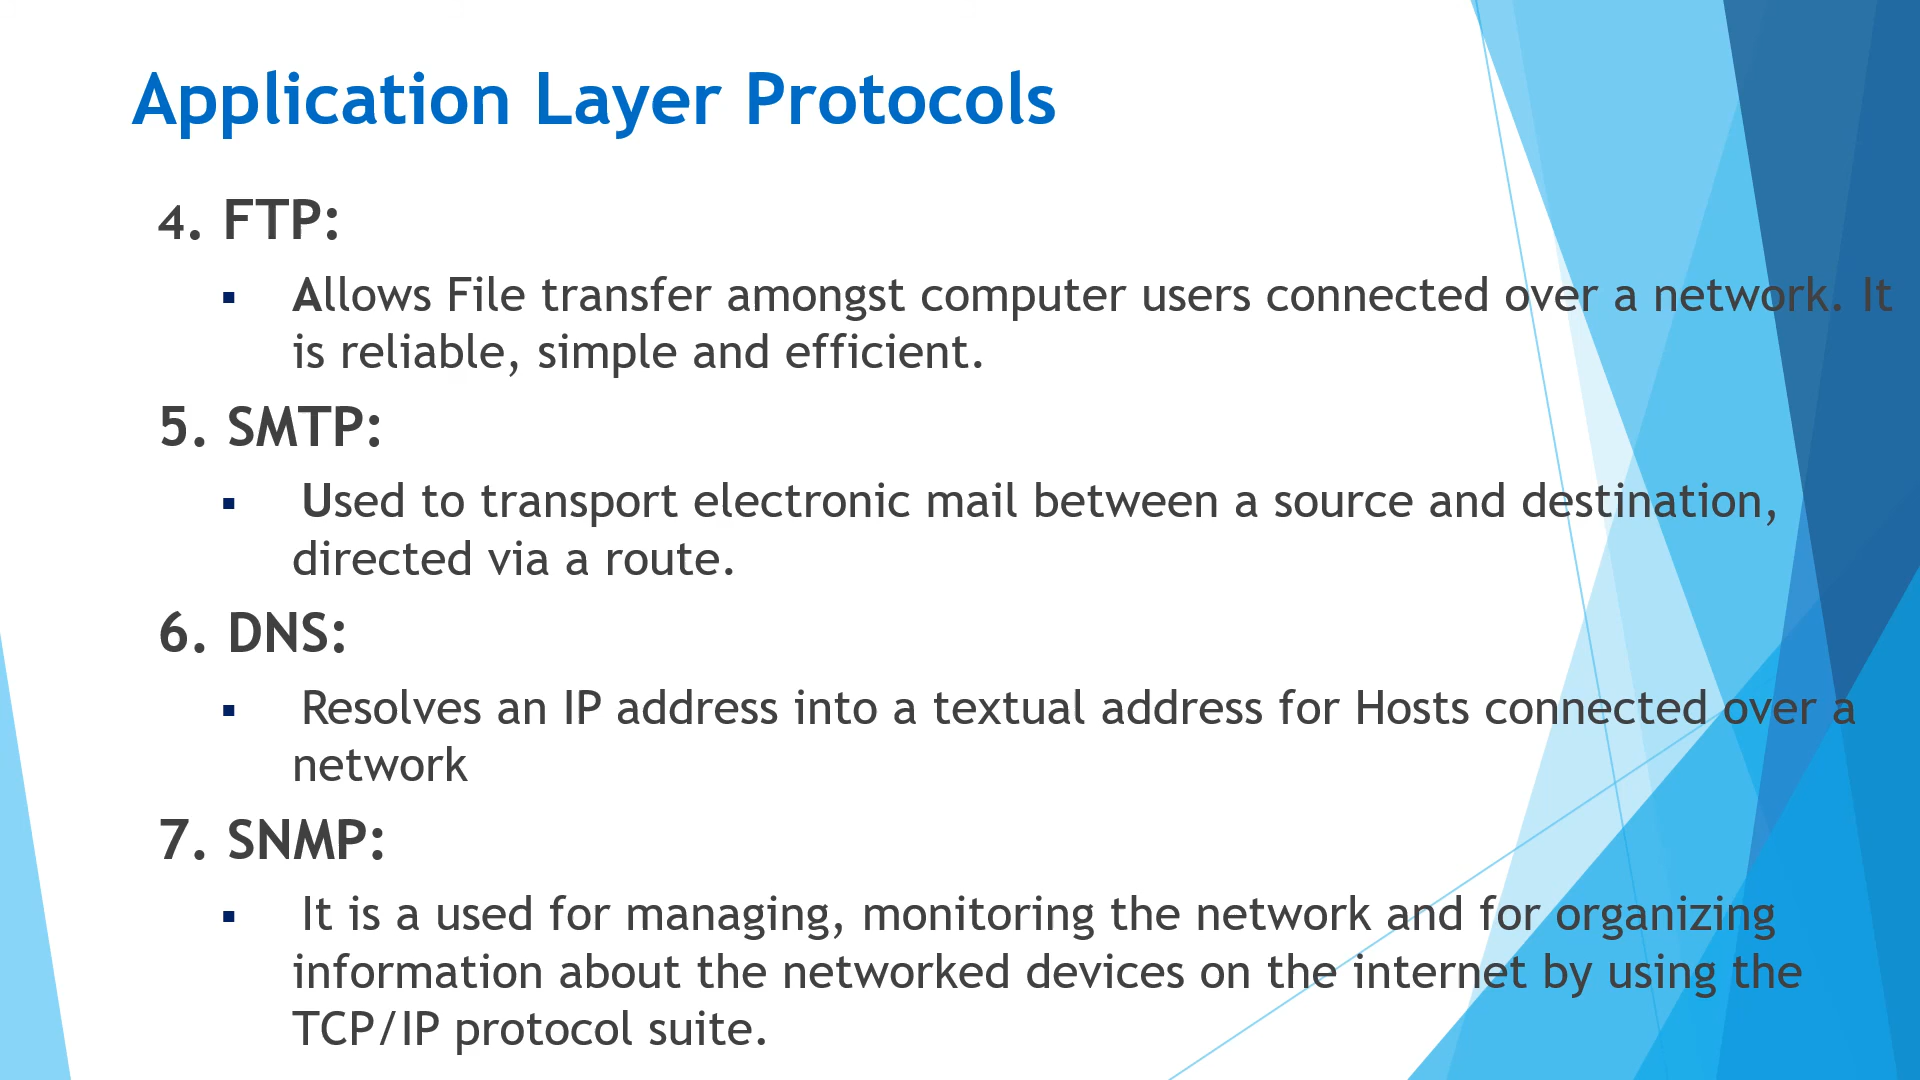 Application Layer Protocols
4. FTP:
▪ Allows File transfer amongst computer users connected over a network. It
is reliable, simple and efficient.
5. SMTP:
▪ Used to transport electronic mail between a source and destination,
directed via a route.
6. DNS:
▪ Resolves an IP address into a textual address for Hosts connected over a
network
7. SNMP:
▪ It is a used for managing, monitoring the network and for organizing
information about the networked devices on the internet by using the
TCP/IP protocol suite.